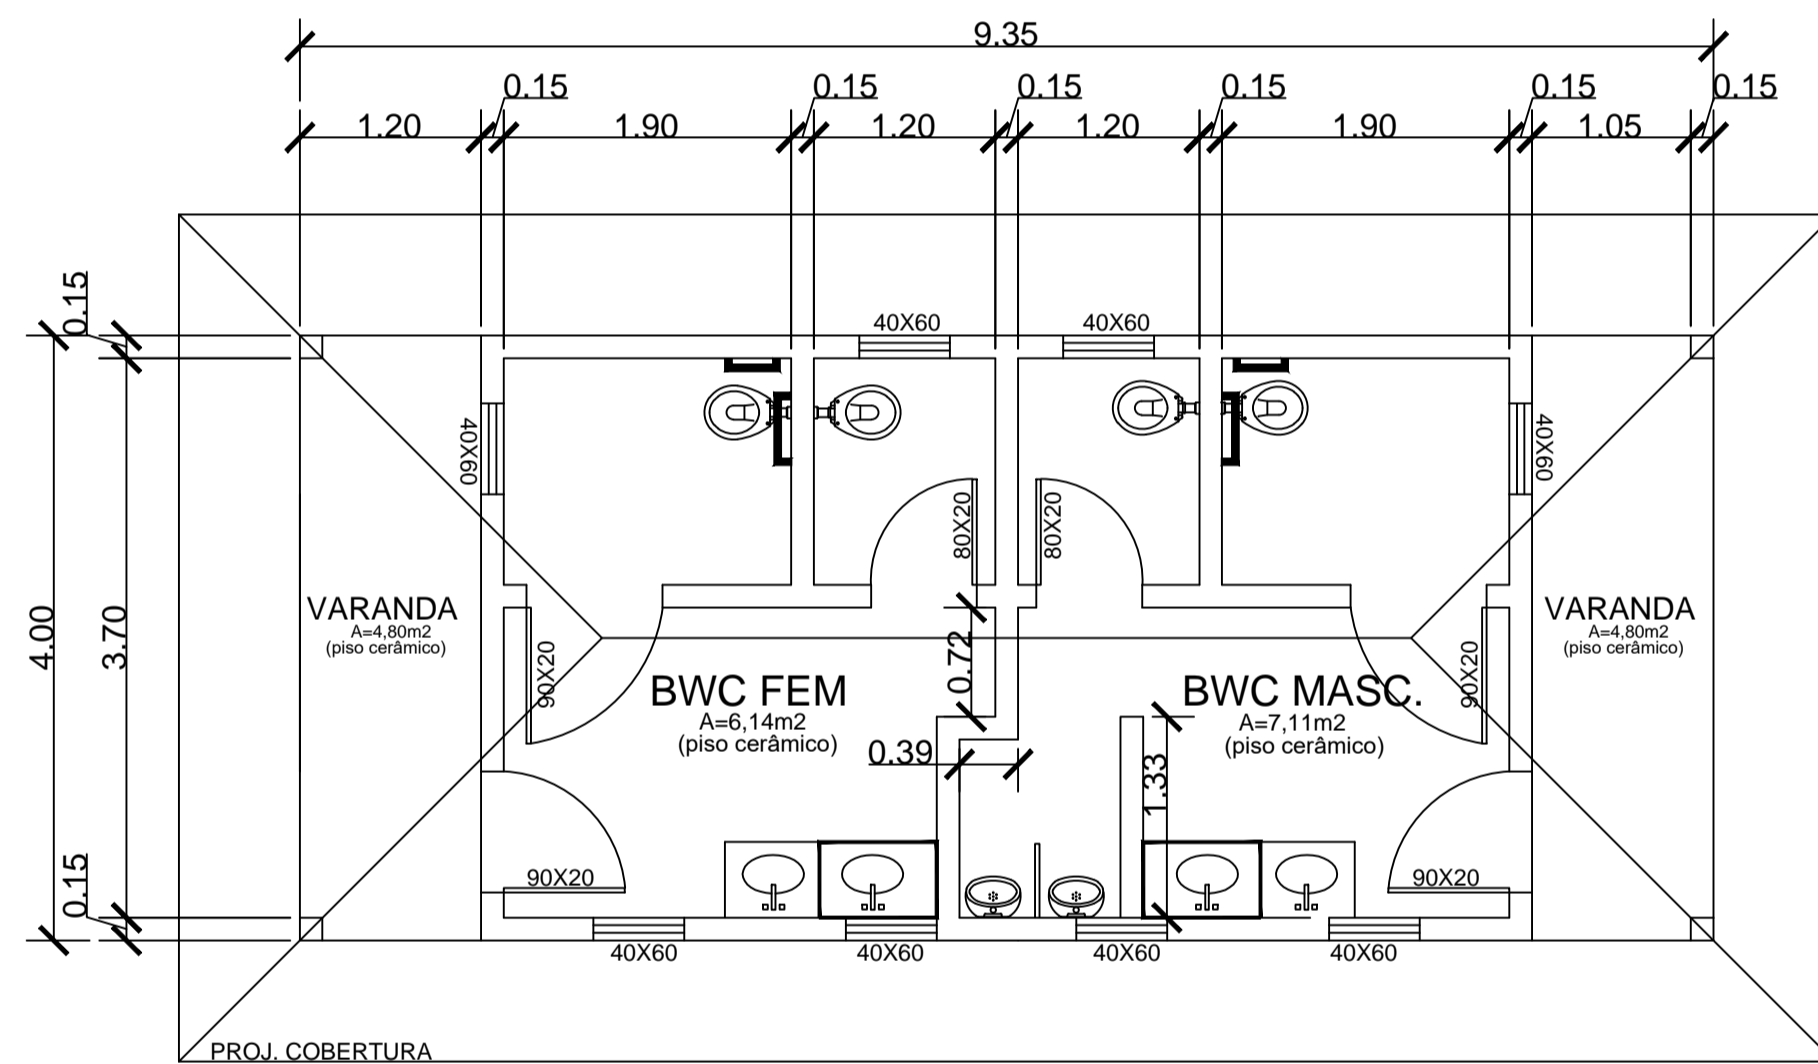 9.35
0.15 0.15 0.15 0.15 0.15 0.15
1.20 1.90 1.20 1.20 1.90 1.05
0.15
40X60 40X60
40X60 40X60
80X20 80X20
4.00 3.70
VARANDA
A=4,80m2
(piso cerâmico)
VARANDA
A=4,80m2
(piso cerâmico)
0.72
90X20 90X20
BWC FEM
A=6,14m2
(piso cerâmico)
BWC MASC.
A=7,11m2
(piso cerâmico)
0.39
1.33
0.15
90X20 90X20
40X60 40X60 40X60 40X60
PROJ. COBERTURA